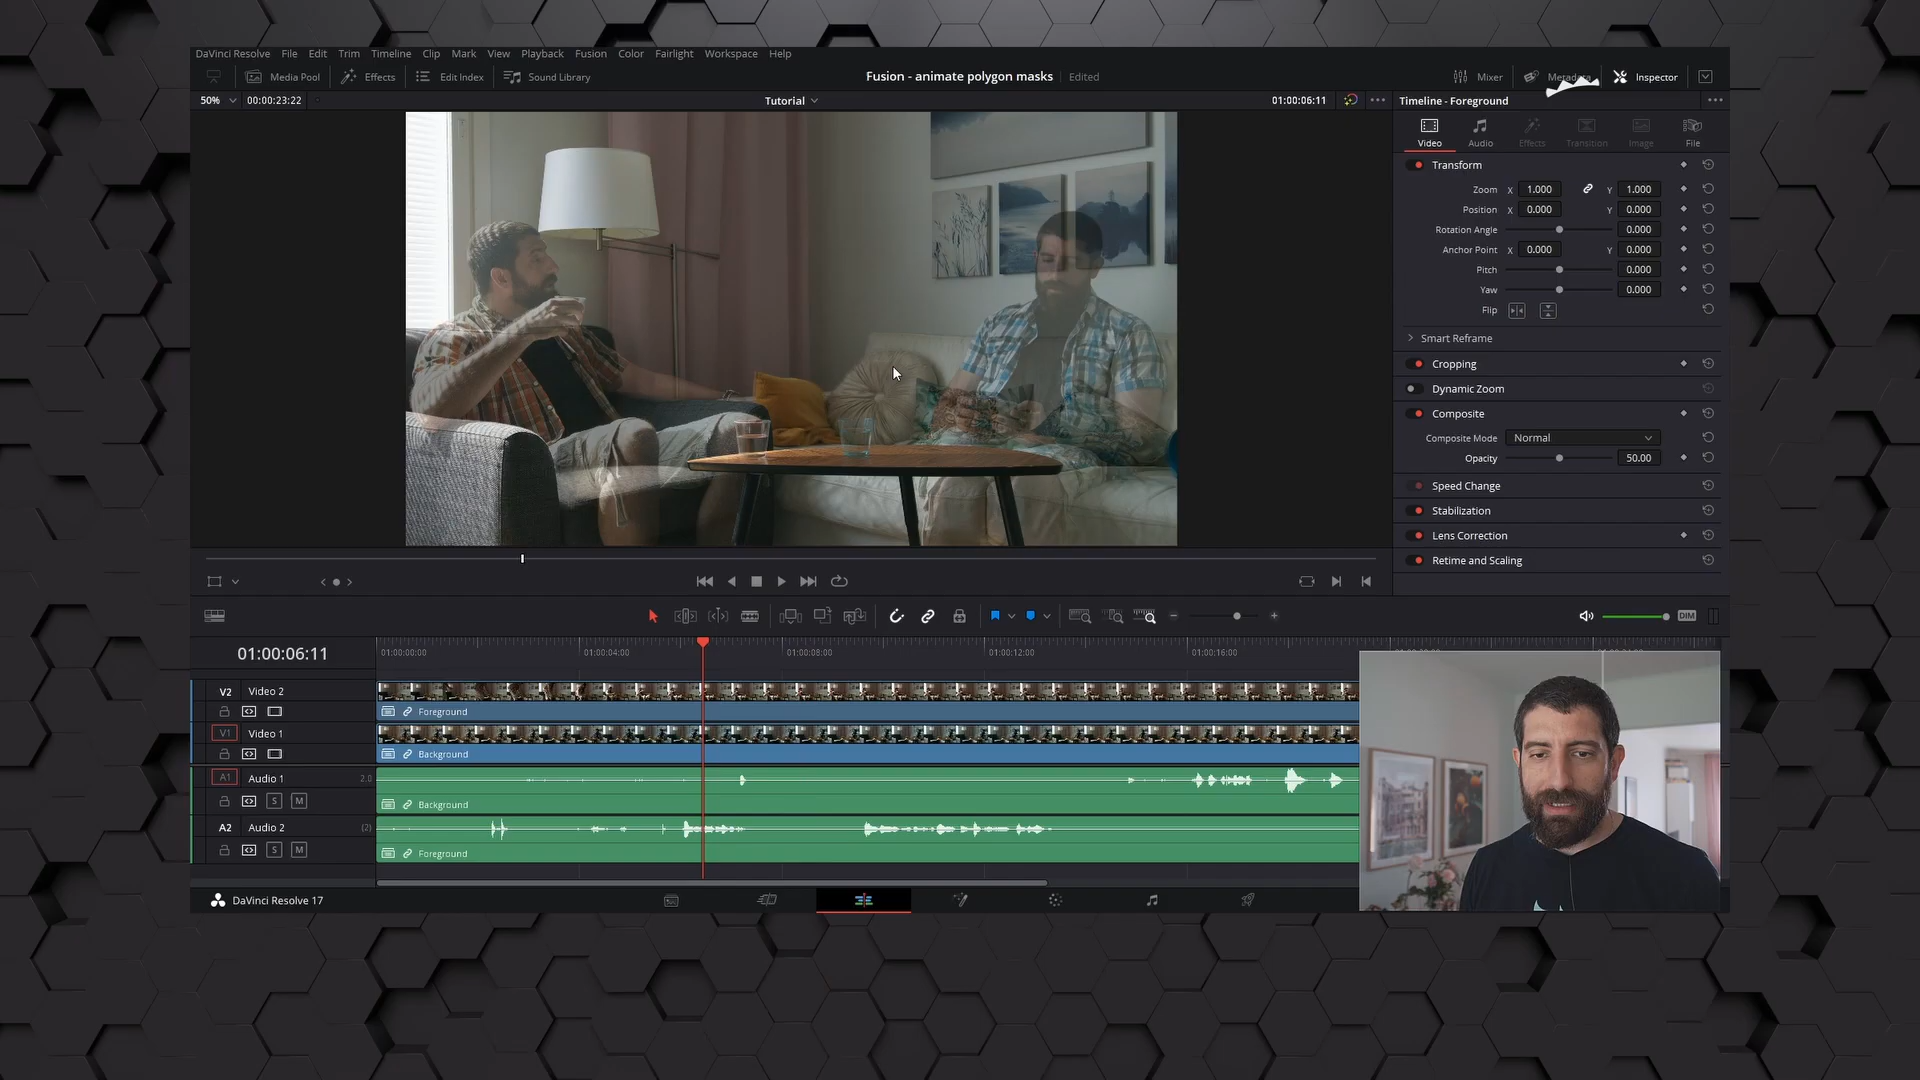 DaVinci Resolve File Edit Trim Timeline Clip Mark View Playback Fusion Color Fairlight Workspace Help
Media Pool Effects Edit Index Sound Library Fusion - animate polygon masks Edited Mixer Inspector
50% 00:00:23:22 Tutorial 01:00:06:11 Timeline - Foreground
Video Audio Effects Transition Image File
Transform
Zoom X 1.000 Y 1.000
Position X 0.000 Y 0.000
Rotation Angle 0.000
Anchor Point X 0.000 Y 0.000
Pitch 0.000
Yaw 0.000
Flip
Smart Reframe
Cropping
Dynamic Zoom
Composite
Composite Mode Normal
Opacity 50.00
Speed Change
Stabilization
Lens Correction
Retime and Scaling
DIM
01:00:06:11 01:00:00:00 01:00:04:00 01:00:08:00 01:00:12:00 01:00:16:00
V2 Video 2
Foreground
V1 Video 1
Background
A1 Audio 1 2.0
S M Background
A2 Audio 2 (2)
S M Foreground
DaVinci Resolve 17